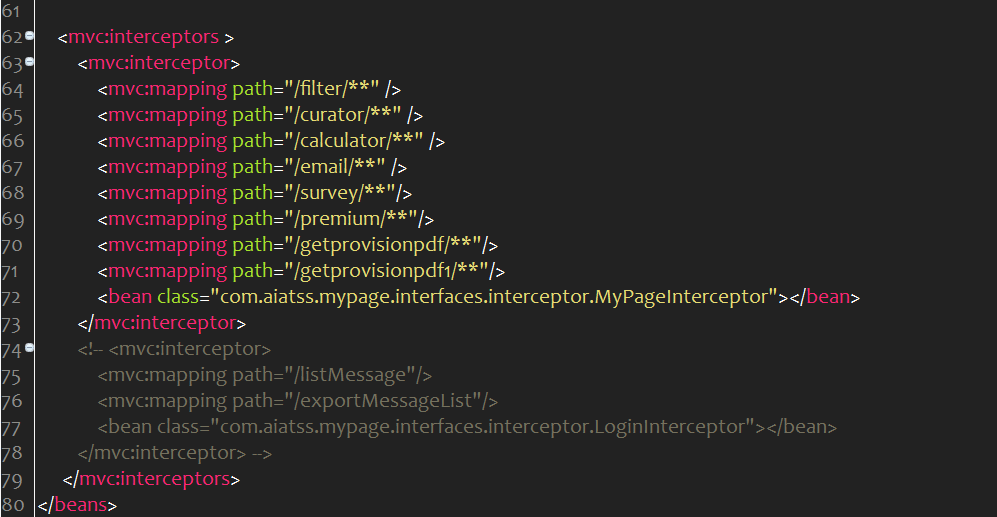 61
62 <mvc:interceptors >
63 <mvc:interceptor>
64 <mvc:mapping path="/filter/**" />
65 <mvc:mapping path="/curator/**" />
66 <mvc:mapping path="/calculator/**" />
67 <mvc:mapping path="/email/**" />
68 <mvc:mapping path="/survey/**"/>
69 <mvc:mapping path="/premium/**"/>
70 <mvc:mapping path="/getprovisionpdf/**"/>
71 <mvc:mapping path="/getprovisionpdf1/**"/>
72 <bean class="com.aiatss.mypage.interfaces.interceptor.MyPageInterceptor"></bean>
73 </mvc:interceptor>
74 <!-- <mvc:interceptor>
75 <mvc:mapping path="/listMessage"/>
76 <mvc:mapping path="/exportMessageList"/>
77 <bean class="com.aiatss.mypage.interfaces.interceptor.LoginInterceptor"></bean>
78 </mvc:interceptor> -->
79 </mvc:interceptors>
80 </beans>